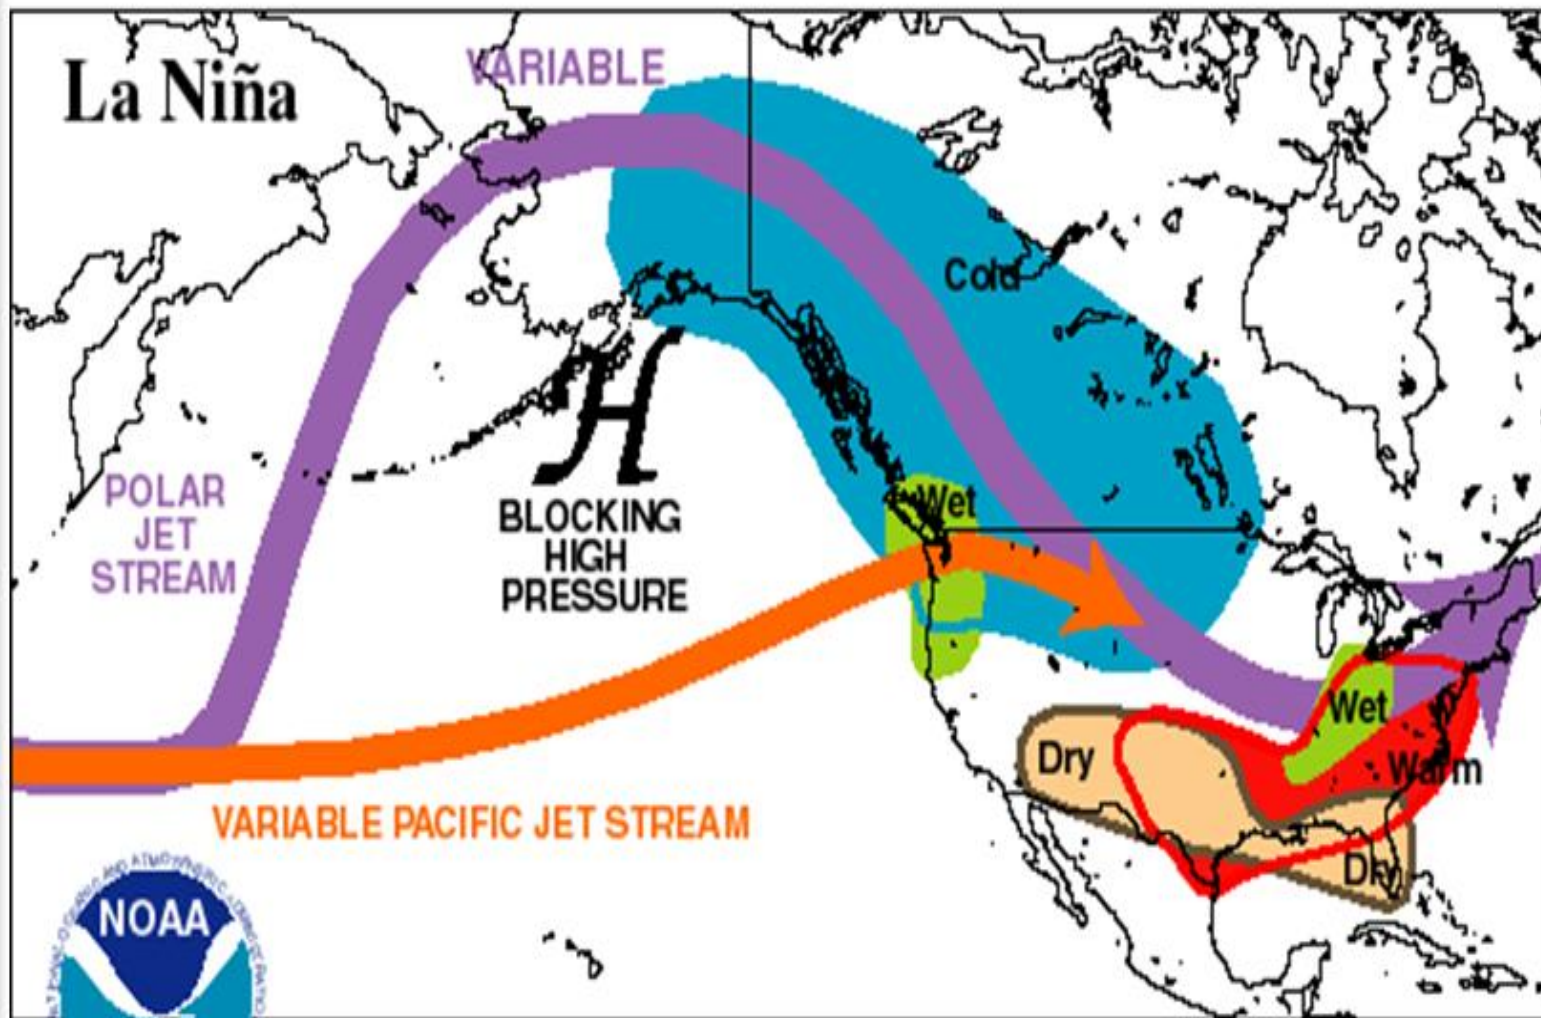 La Niña
VARIABLE
Cold
POLAR
JET
STREAM
BLOCKING
HIGH
PRESSURE
H
Wet
Wet
Dry
Warm
Dry
VARIABLE PACIFIC JET STREAM
NOAA